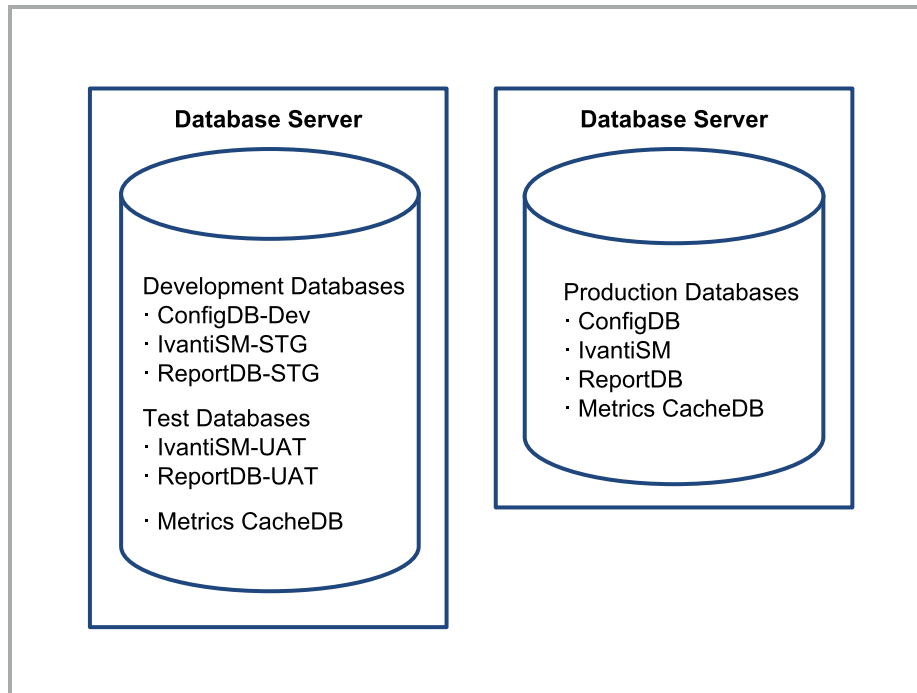 Database Server
Development Databases
· ConfigDB-Dev
· IvantiSM-STG
· ReportDB-STG
Test Databases
· IvantiSM-UAT
· ReportDB-UAT
· Metrics CacheDB
Database Server
Production Databases
· ConfigDB
· IvantiSM
· ReportDB
· Metrics CacheDB